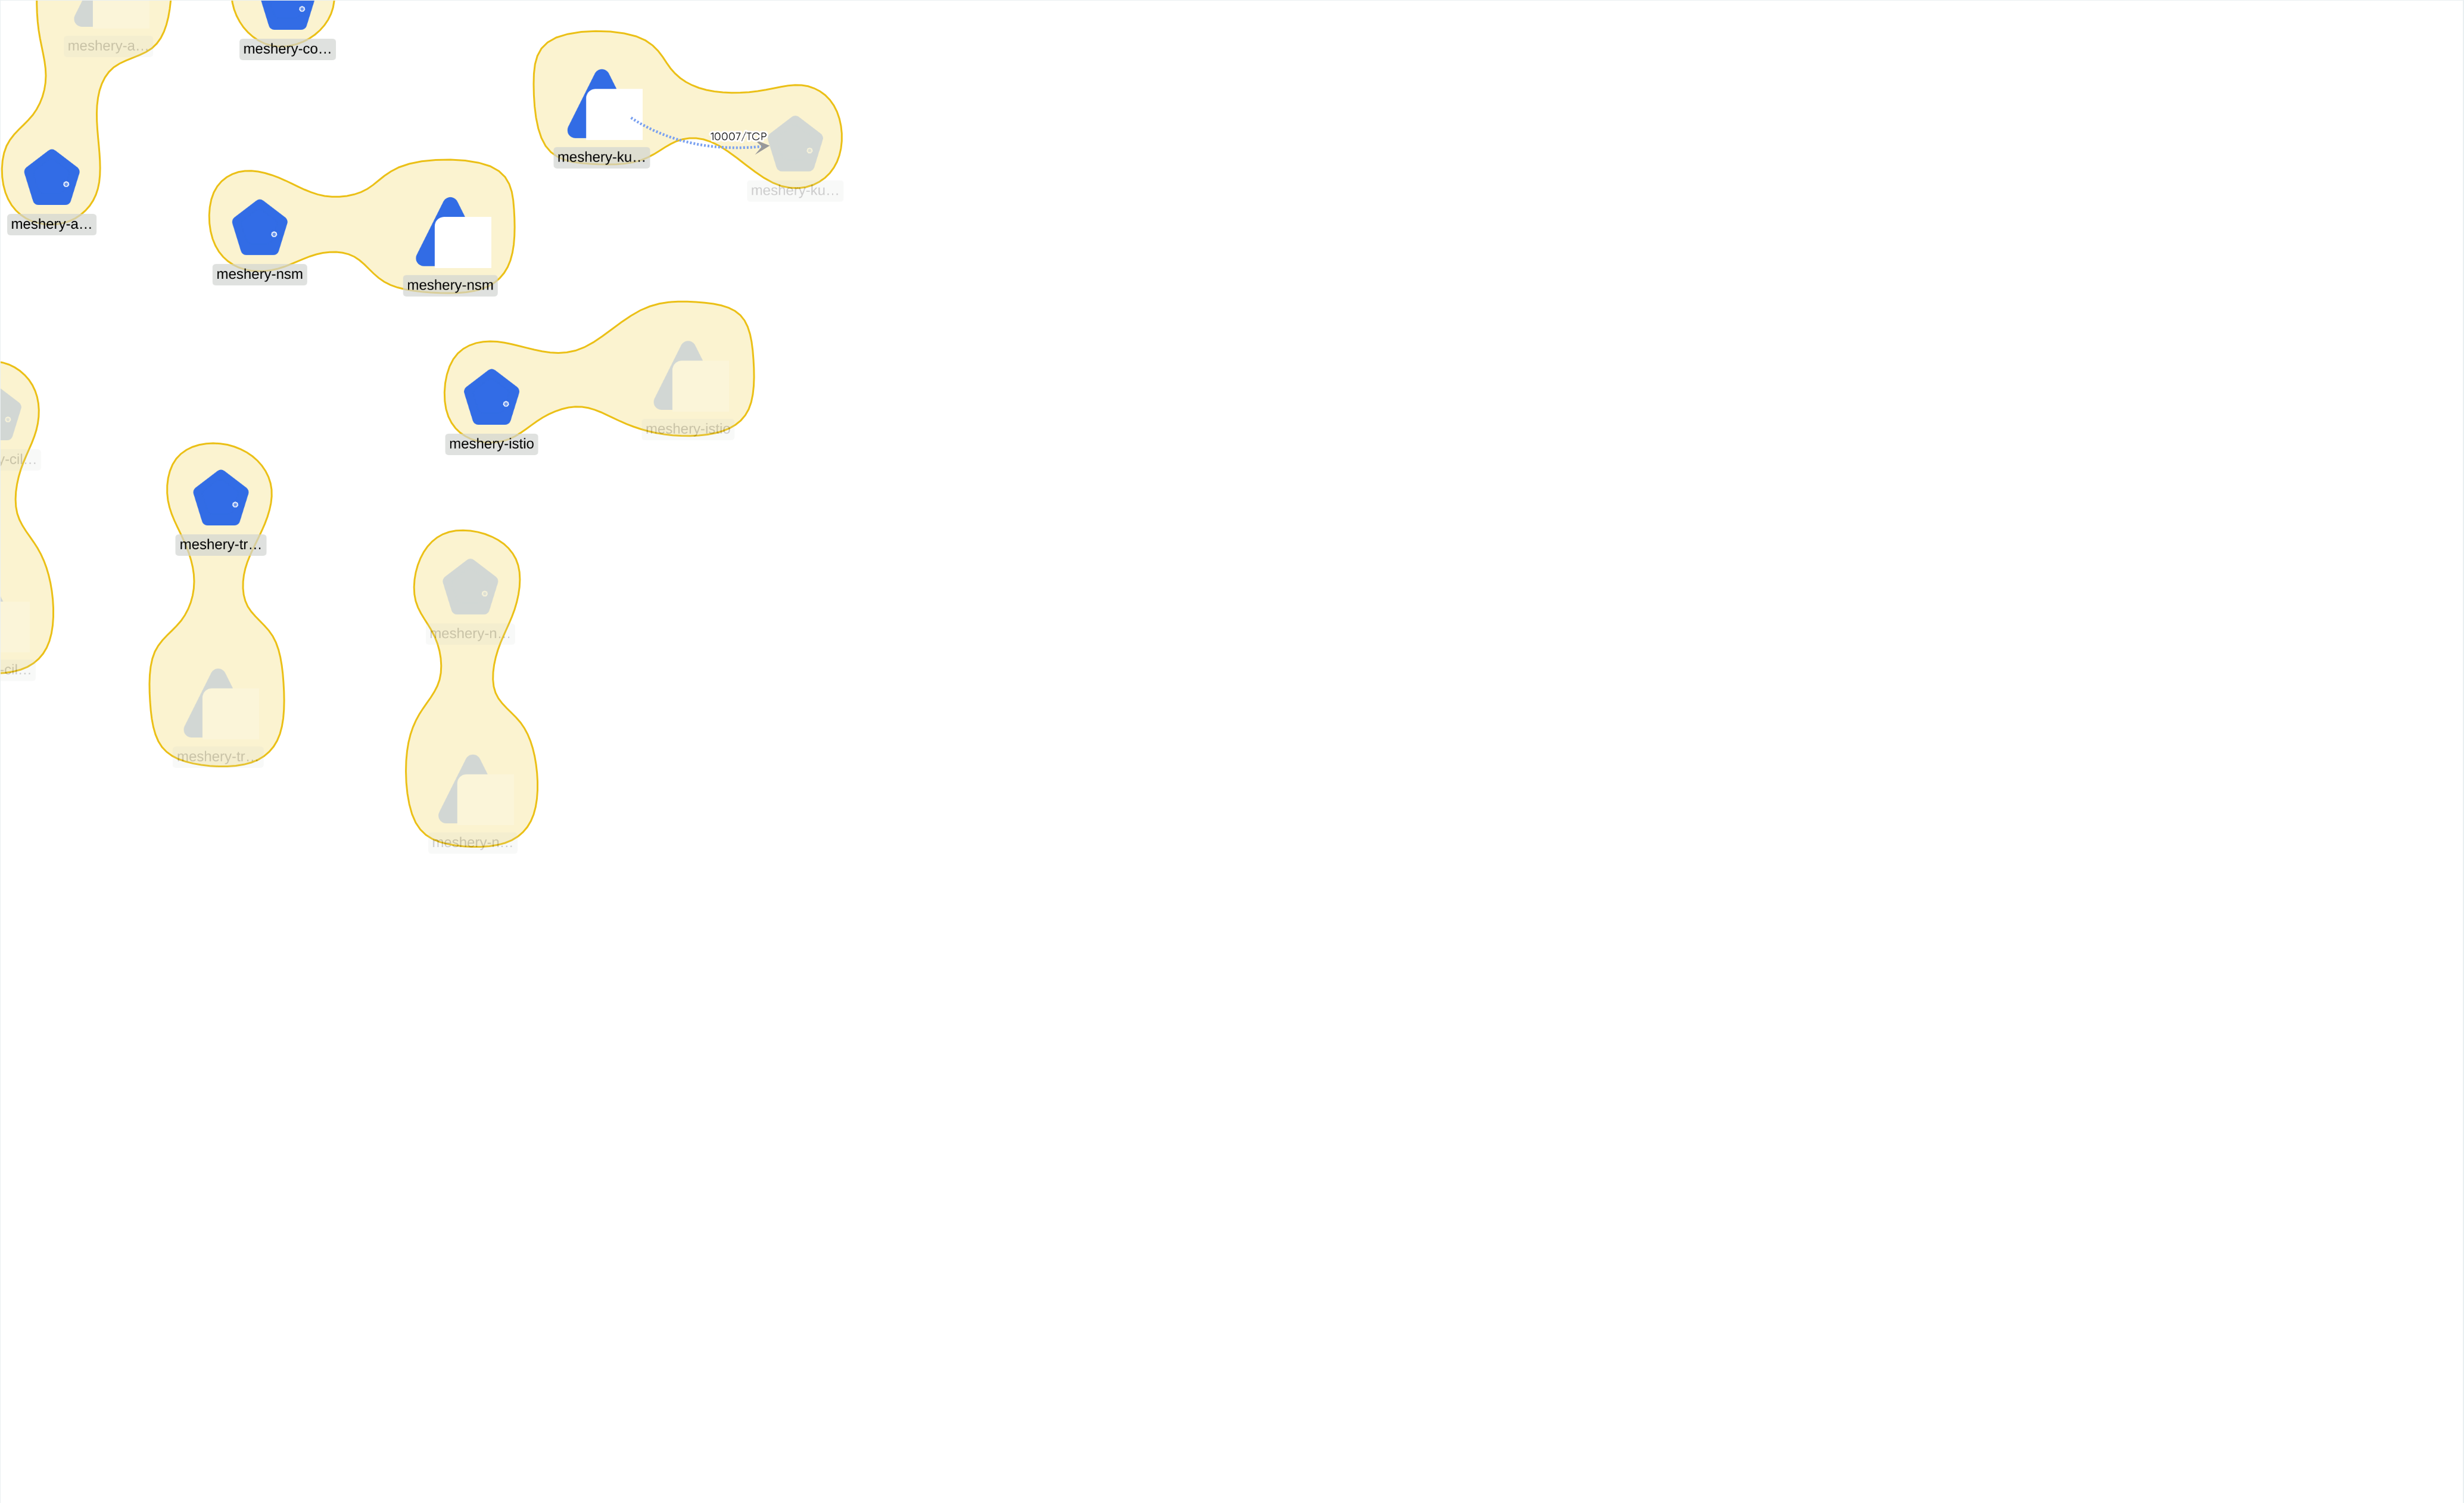 meshery-a…
meshery-co…
10007/TCP
meshery-ku…
meshery-ku…
meshery-a…
meshery-nsm
meshery-nsm
meshery-istio
meshery-istio
y-cil…
meshery-tr…
meshery-n…
-cil…
meshery-tr…
meshery-n…